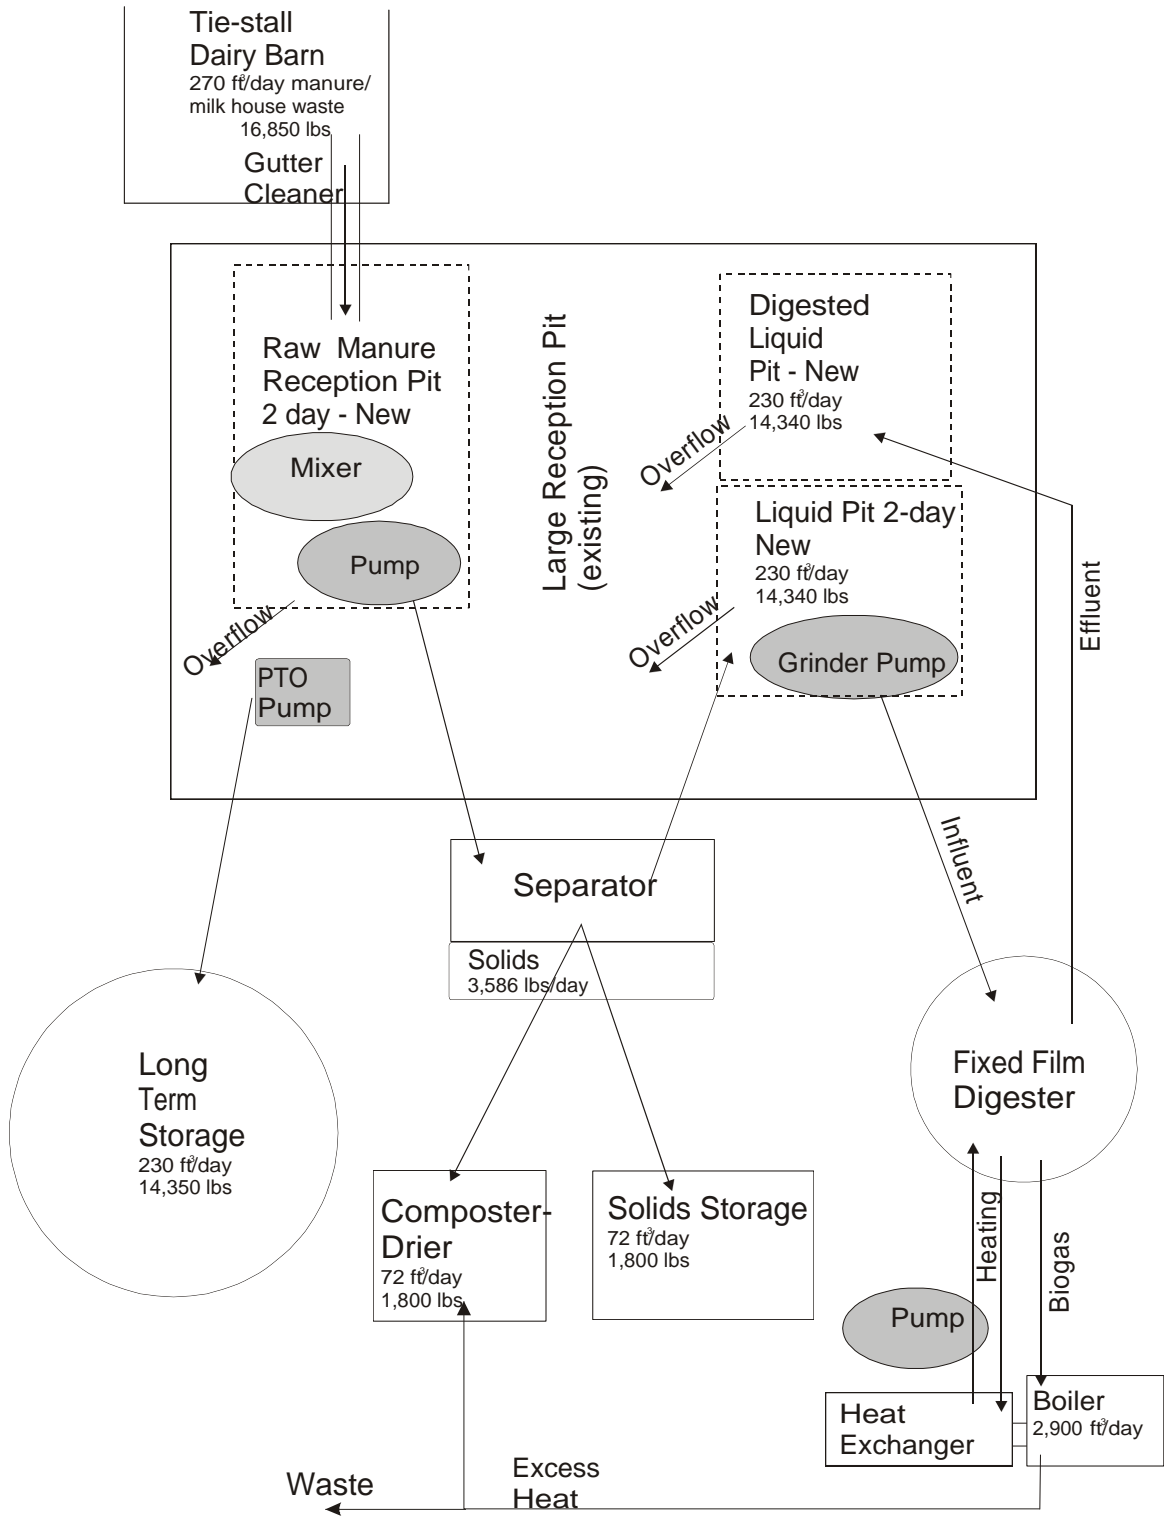 Tie-stall
Dairy Barn
270 ft³/day manure/
milk house waste
16,850 lbs
Gutter
Cleaner
Raw Manure
Reception Pit
2 day - New
Mixer
Pump
Overflow
PTO
Pump
Large Reception Pit
(existing)
Digested
Liquid
Pit - New
230 ft³/day
14,340 lbs
Overflow
Liquid Pit 2-day
New
230 ft³/day
14,340 lbs
Overflow
Grinder Pump
Effluent
Influent
Separator
Solids
3,586 lbs/day
Long
Term
Storage
230 ft³/day
14,350 lbs
Fixed Film
Digester
Composter-
Drier
72 ft³/day
1,800 lbs
Solids Storage
72 ft³/day
1,800 lbs
Heating
Biogas
Pump
Heat
Exchanger
Boiler
2,900 ft³/day
Excess
Heat
Waste